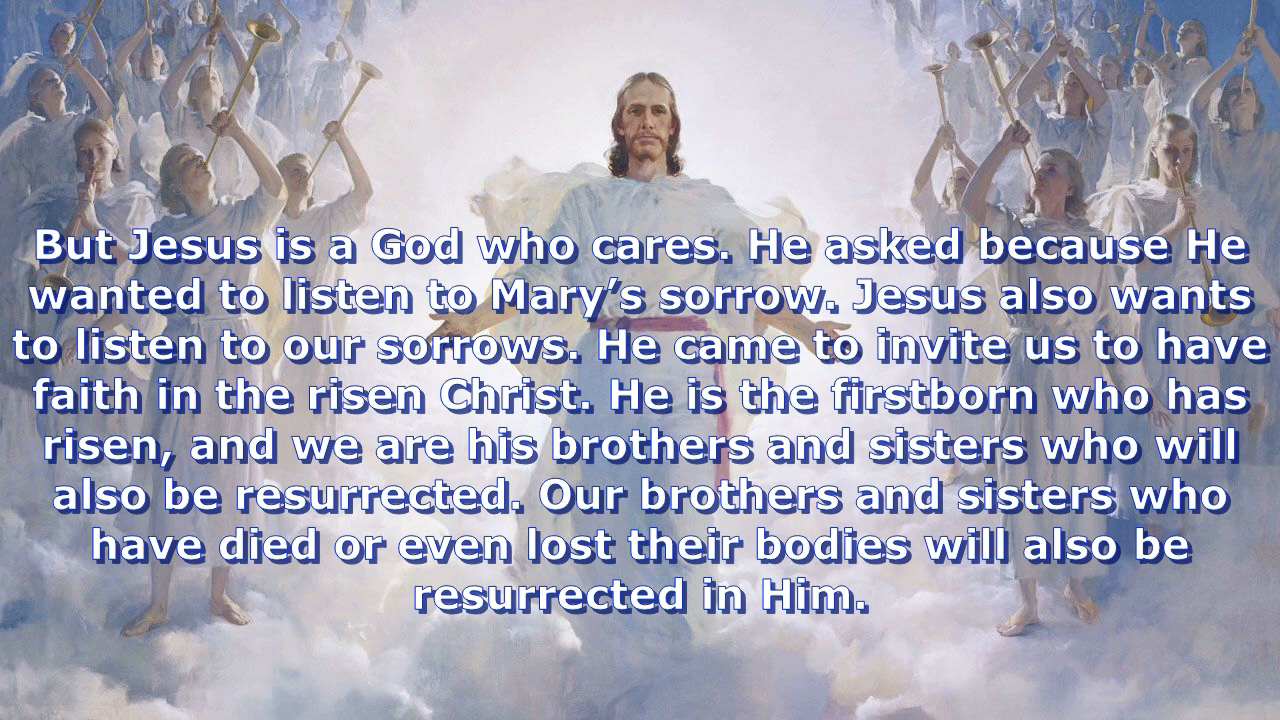 But Jesus is a God who cares. He asked because He
wanted to listen to Mary’s sorrow. Jesus also wants
to listen to our sorrows. He came to invite us to have
faith in the risen Christ. He is the firstborn who has
risen, and we are his brothers and sisters who will
also be resurrected. Our brothers and sisters who
have died or even lost their bodies will also be
resurrected in Him.